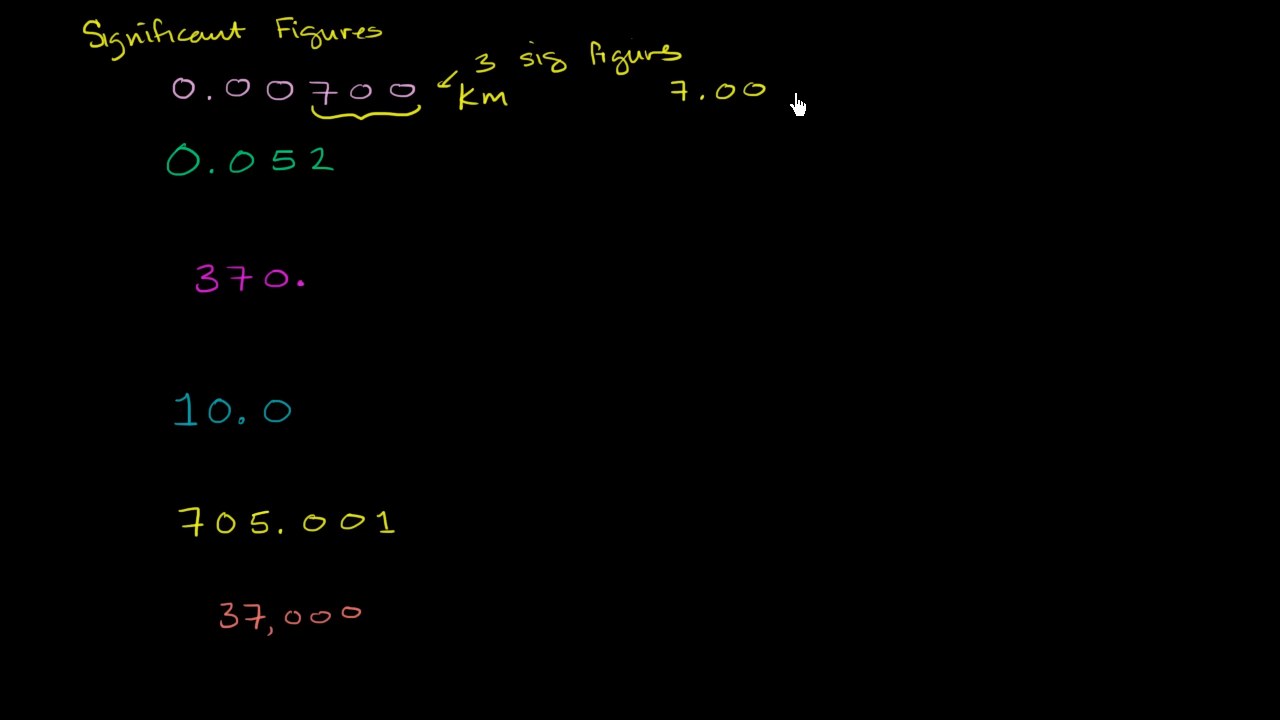 Significant Figures
3 sig figures
0.00700 km 7.00
0.052
370.
10.0
705.001
37,000